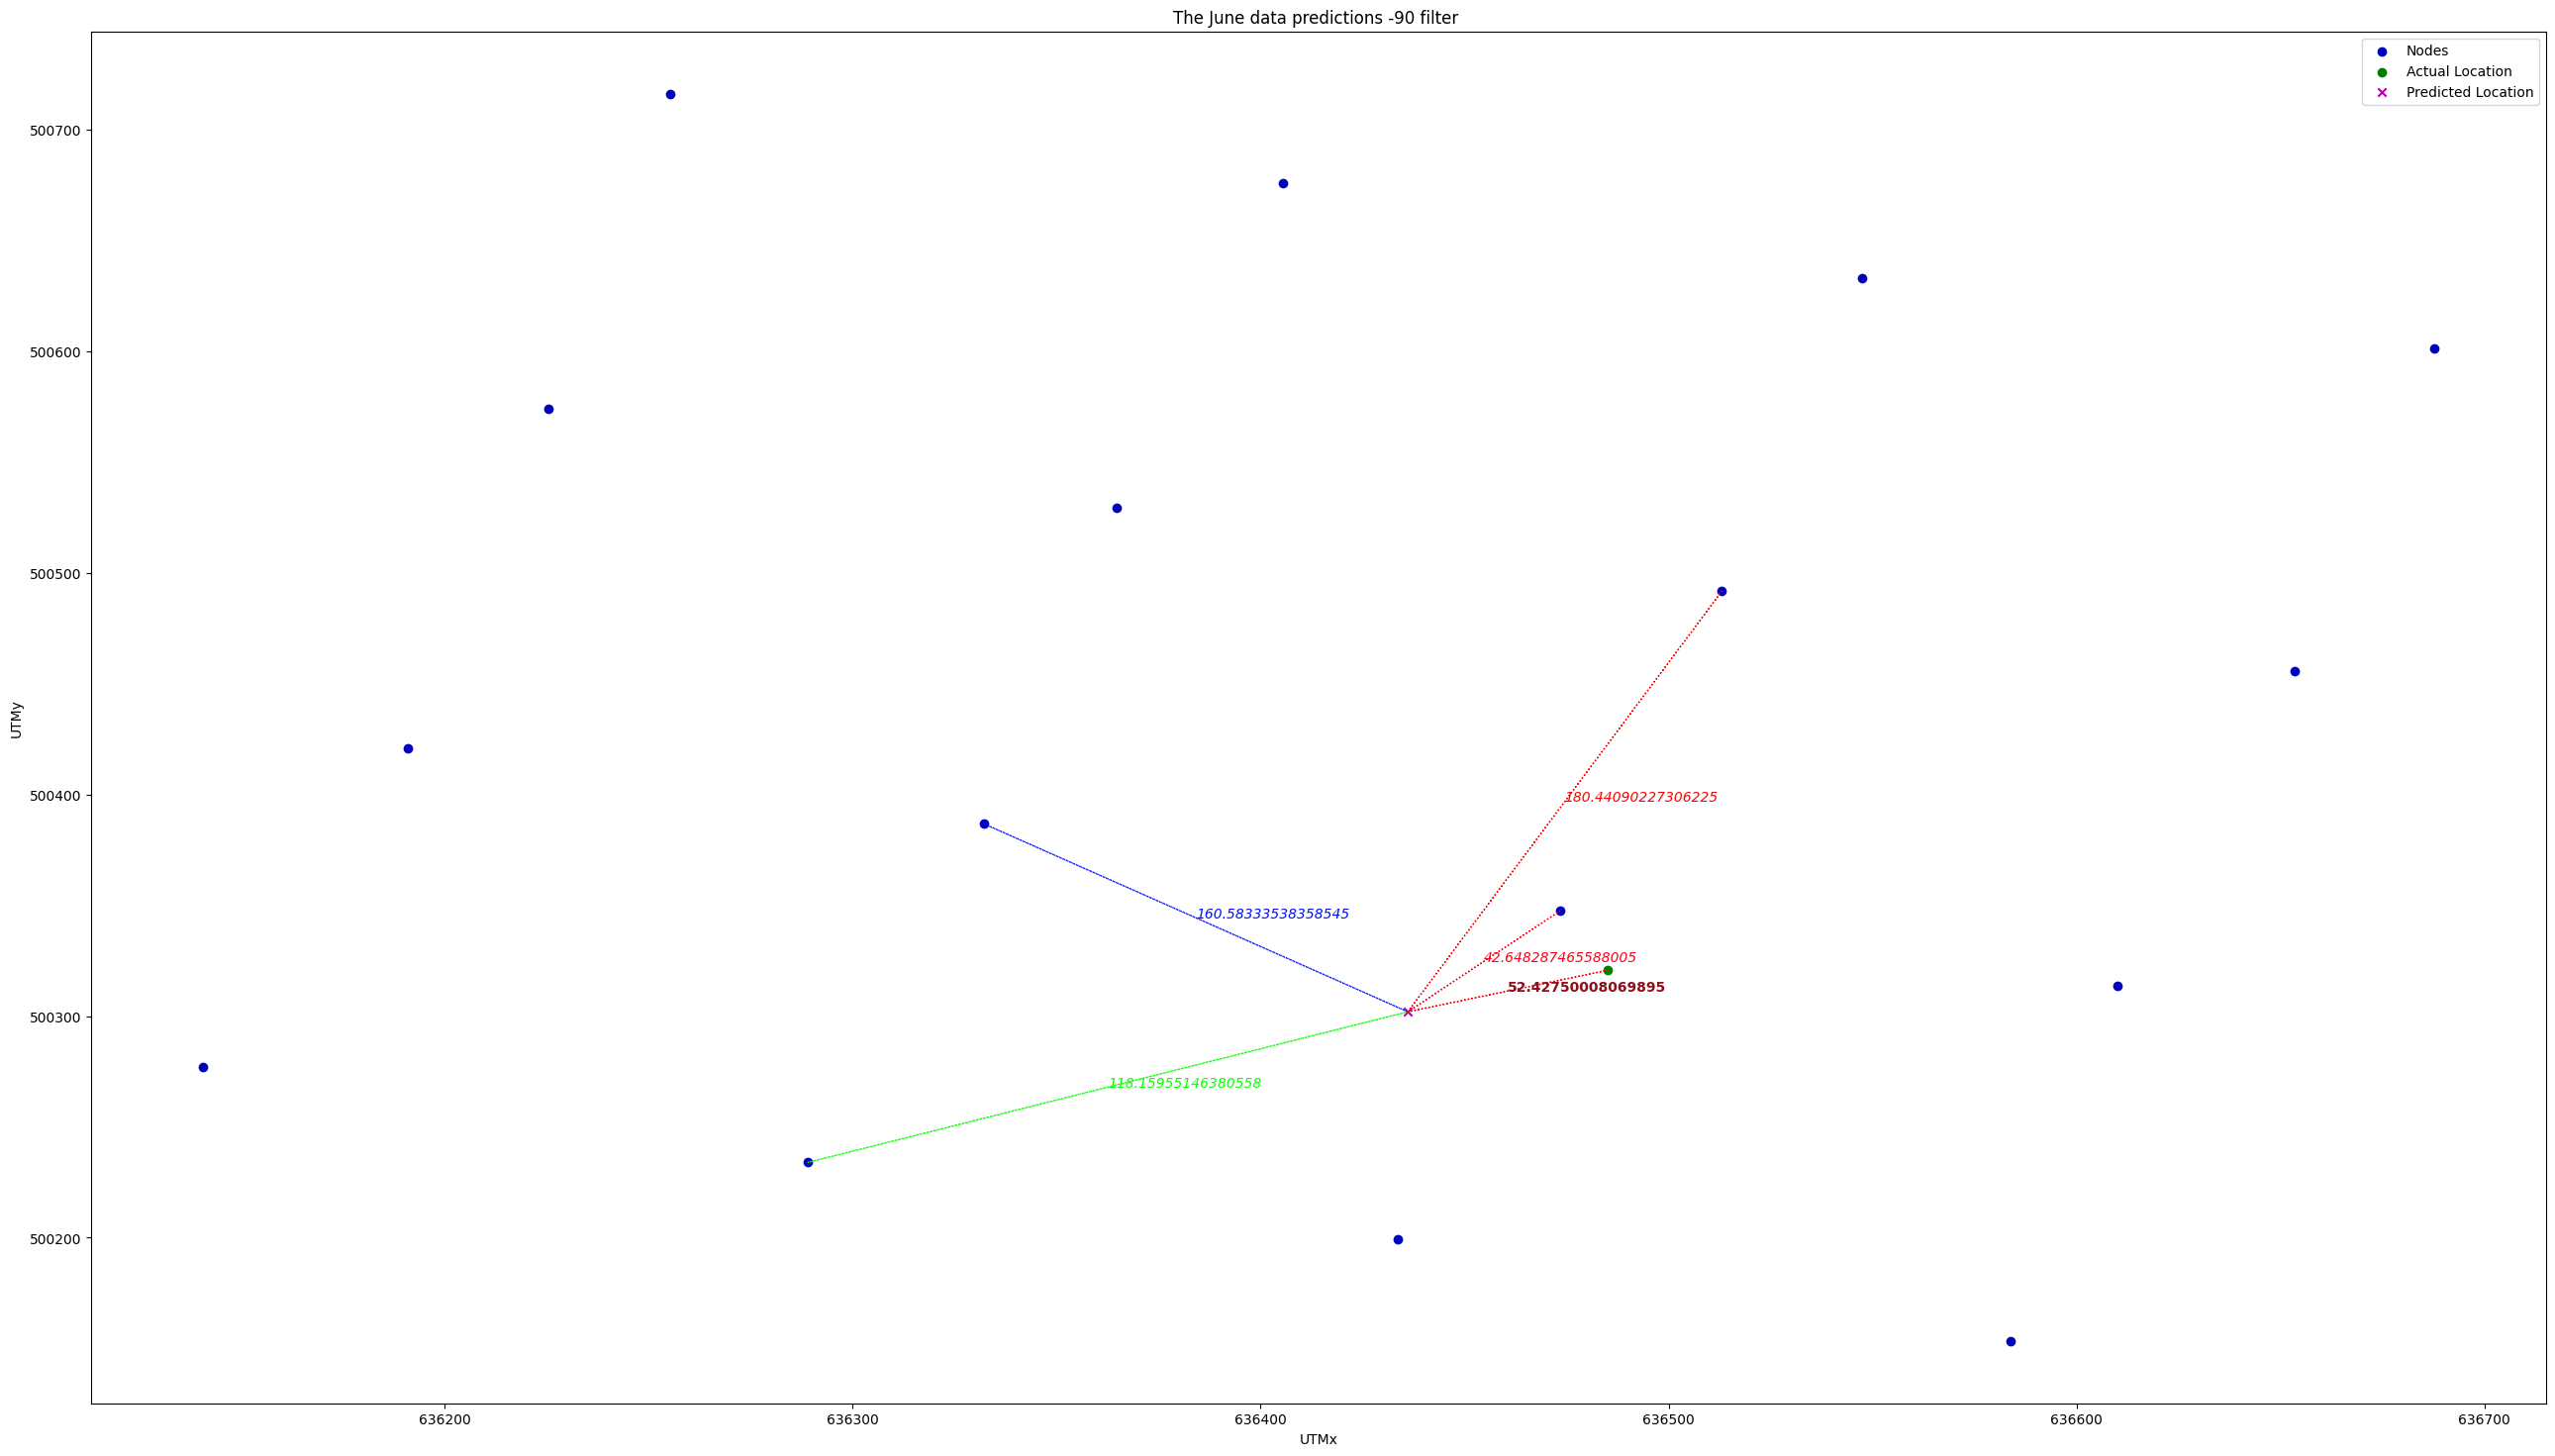 The June data predictions -90 filter
Nodes
Actual Location
Predicted Location
500700
500600
500500
500400
500300
500200
UTMy
180.44090227306225
160.58333538358545
42.648287465588005
52.42750008069895
118.15955146380558
636200
636300
636400
636500
636600
636700
UTMx